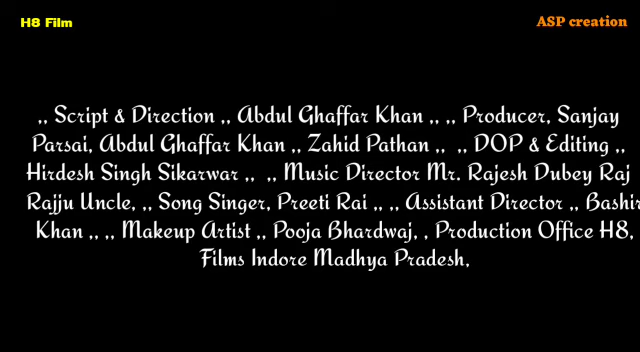 H8 Film
ASP creation
,, Script & Direction ,, Abdul Ghaffar Khan ,, ,, Producer, Sanjay
Parsai, Abdul Ghaffar Khan ,, Zahid Pathan ,, ,, DOP & Editing ,,
Hirdesh Singh Sikarwar ,, ,, Music Director Mr. Rajesh Dubey Raj
Rajju Uncle, ,, Song Singer, Preeti Rai ,, ,, Assistant Director ,, Bashir
Khan ,, ,, Makeup Artist ,, Pooja Bhardwaj, , Production Office H8,
Films Indore Madhya Pradesh,